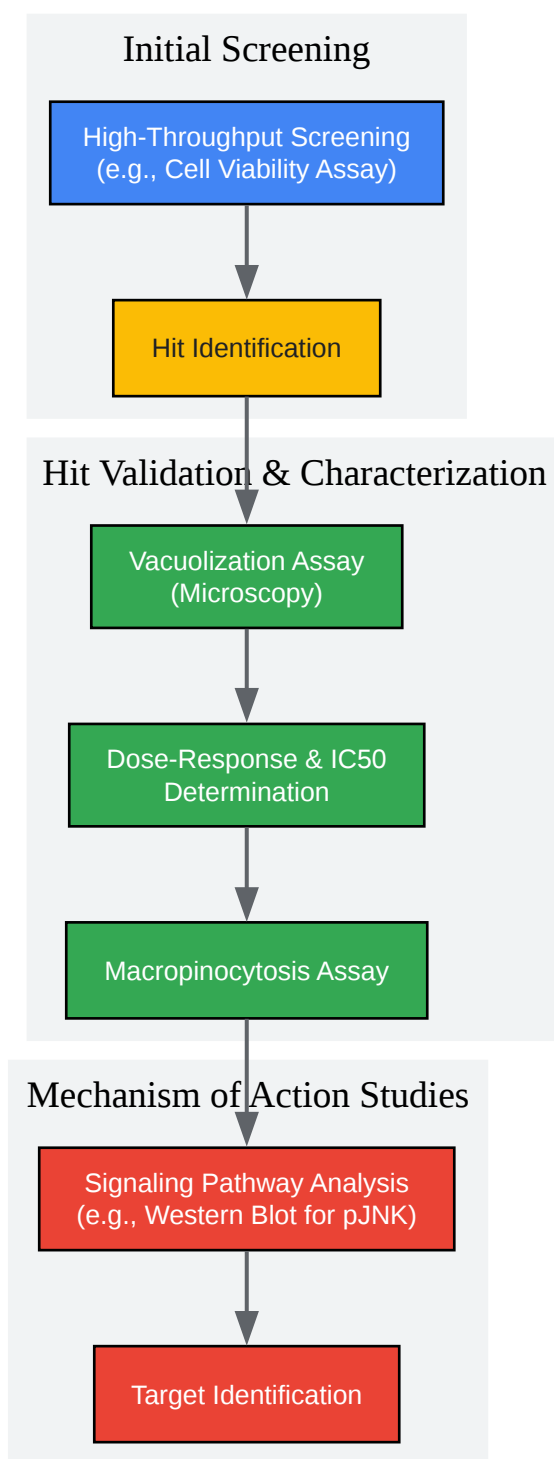 Initial Screening
High-Throughput Screening
(e.g., Cell Viability Assay)
Hit Identification
Hit Validation & Characterization
Vacuolization Assay
(Microscopy)
Dose-Response & IC50
Determination
Macropinocytosis Assay
Mechanism of Action Studies
Signaling Pathway Analysis
(e.g., Western Blot for pJNK)
Target Identification